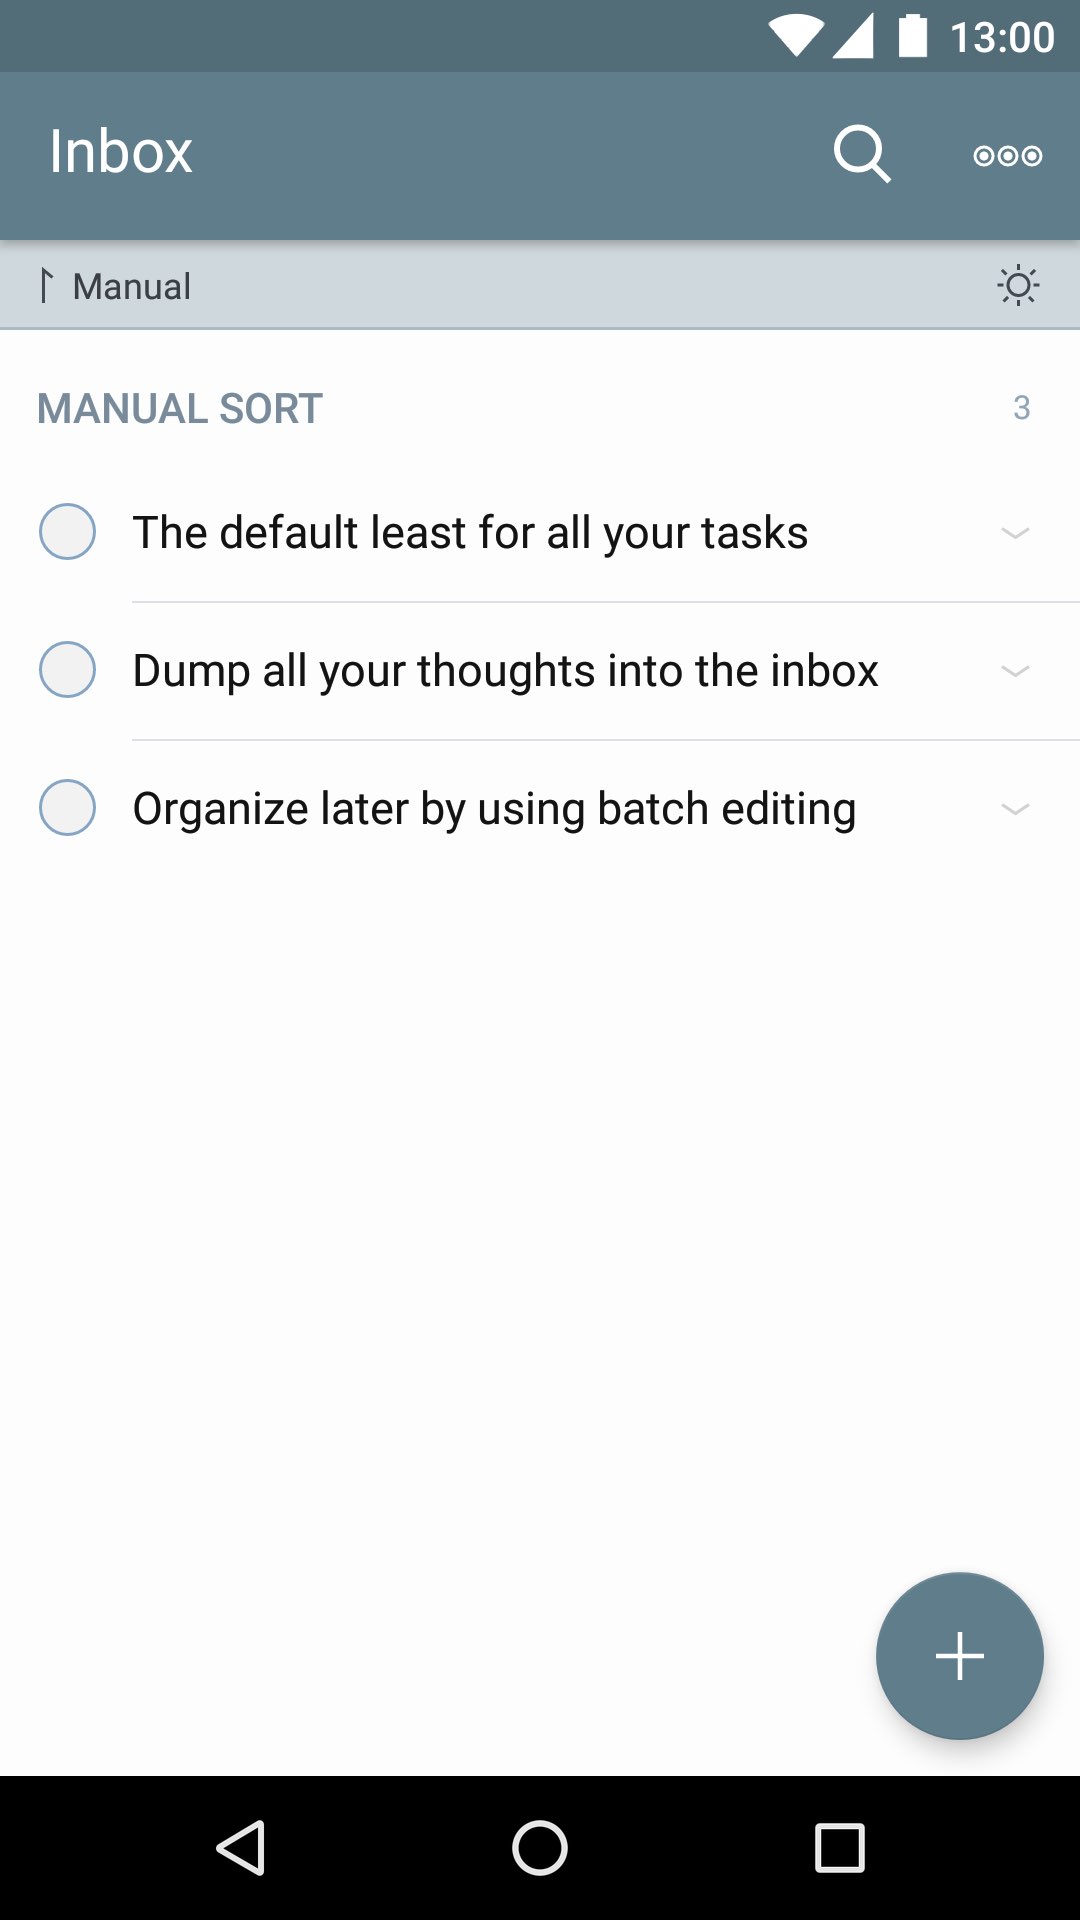 13:00
Inbox
Manual
MANUAL SORT 3
The default least for all your tasks
Dump all your thoughts into the inbox
Organize later by using batch editing